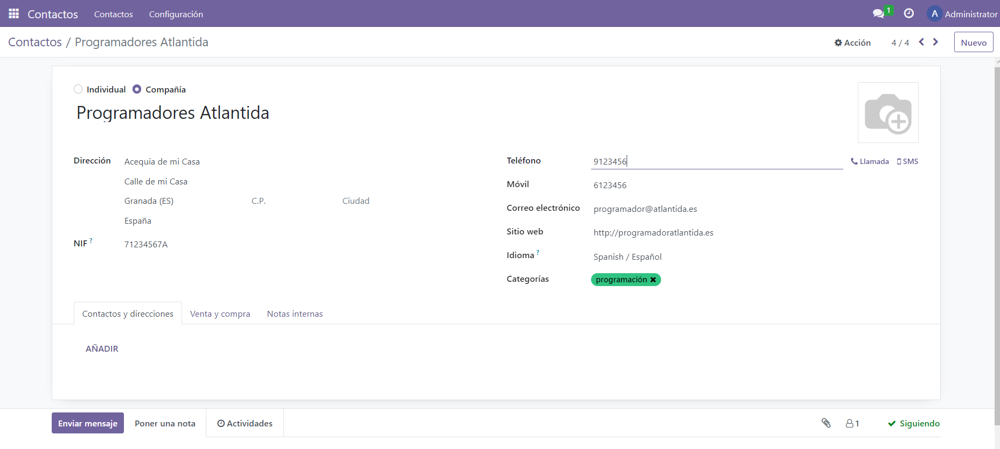 Contactos Contactos Configuración 1 A Administrator
Contactos / Programadores Atlantida Acción 4 / 4 Nuevo
Individual Compañía
Programadores Atlantida
Dirección Acequia de mi Casa Teléfono 9123456 Llamada SMS
Calle de mi Casa Móvil 6123456
Granada (ES) C.P. Ciudad Correo electrónico programador@atlantida.es
España Sitio web http://programadoratlantida.es
NIF ? 71234567A Idioma ? Spanish / Español
Categorías programación ✖
Contactos y direcciones Venta y compra Notas internas
AÑADIR
Enviar mensaje Poner una nota Actividades 1 Siguiendo